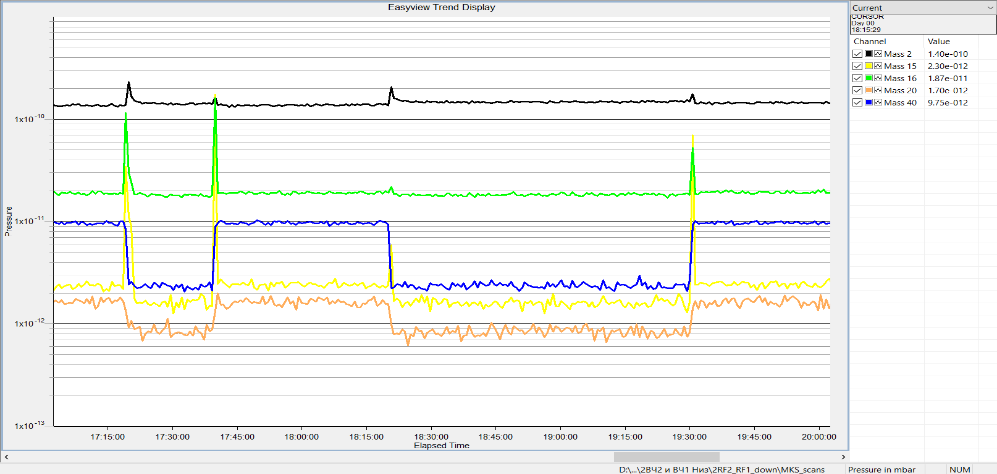 Easyview Trend Display
Current
CURSOR
Day 00
18:15:29
Channel Value
Mass 2 1.40e-010
Mass 15 2.30e-012
Mass 16 1.87e-011
Mass 20 1.70e-012
Mass 40 9.75e-012
Pressure
1x10-10
1x10-11
1x10-12
1x10-13
17:15:00 17:30:00 17:45:00 18:00:00 18:15:00 18:30:00 18:45:00 19:00:00 19:15:00 19:30:00 19:45:00 20:00:00
Elapsed Time
D:\...\2ВЧ2 и ВЧ1 Низ\2RF2_RF1_down\MKS_scans Pressure in mbar NUM